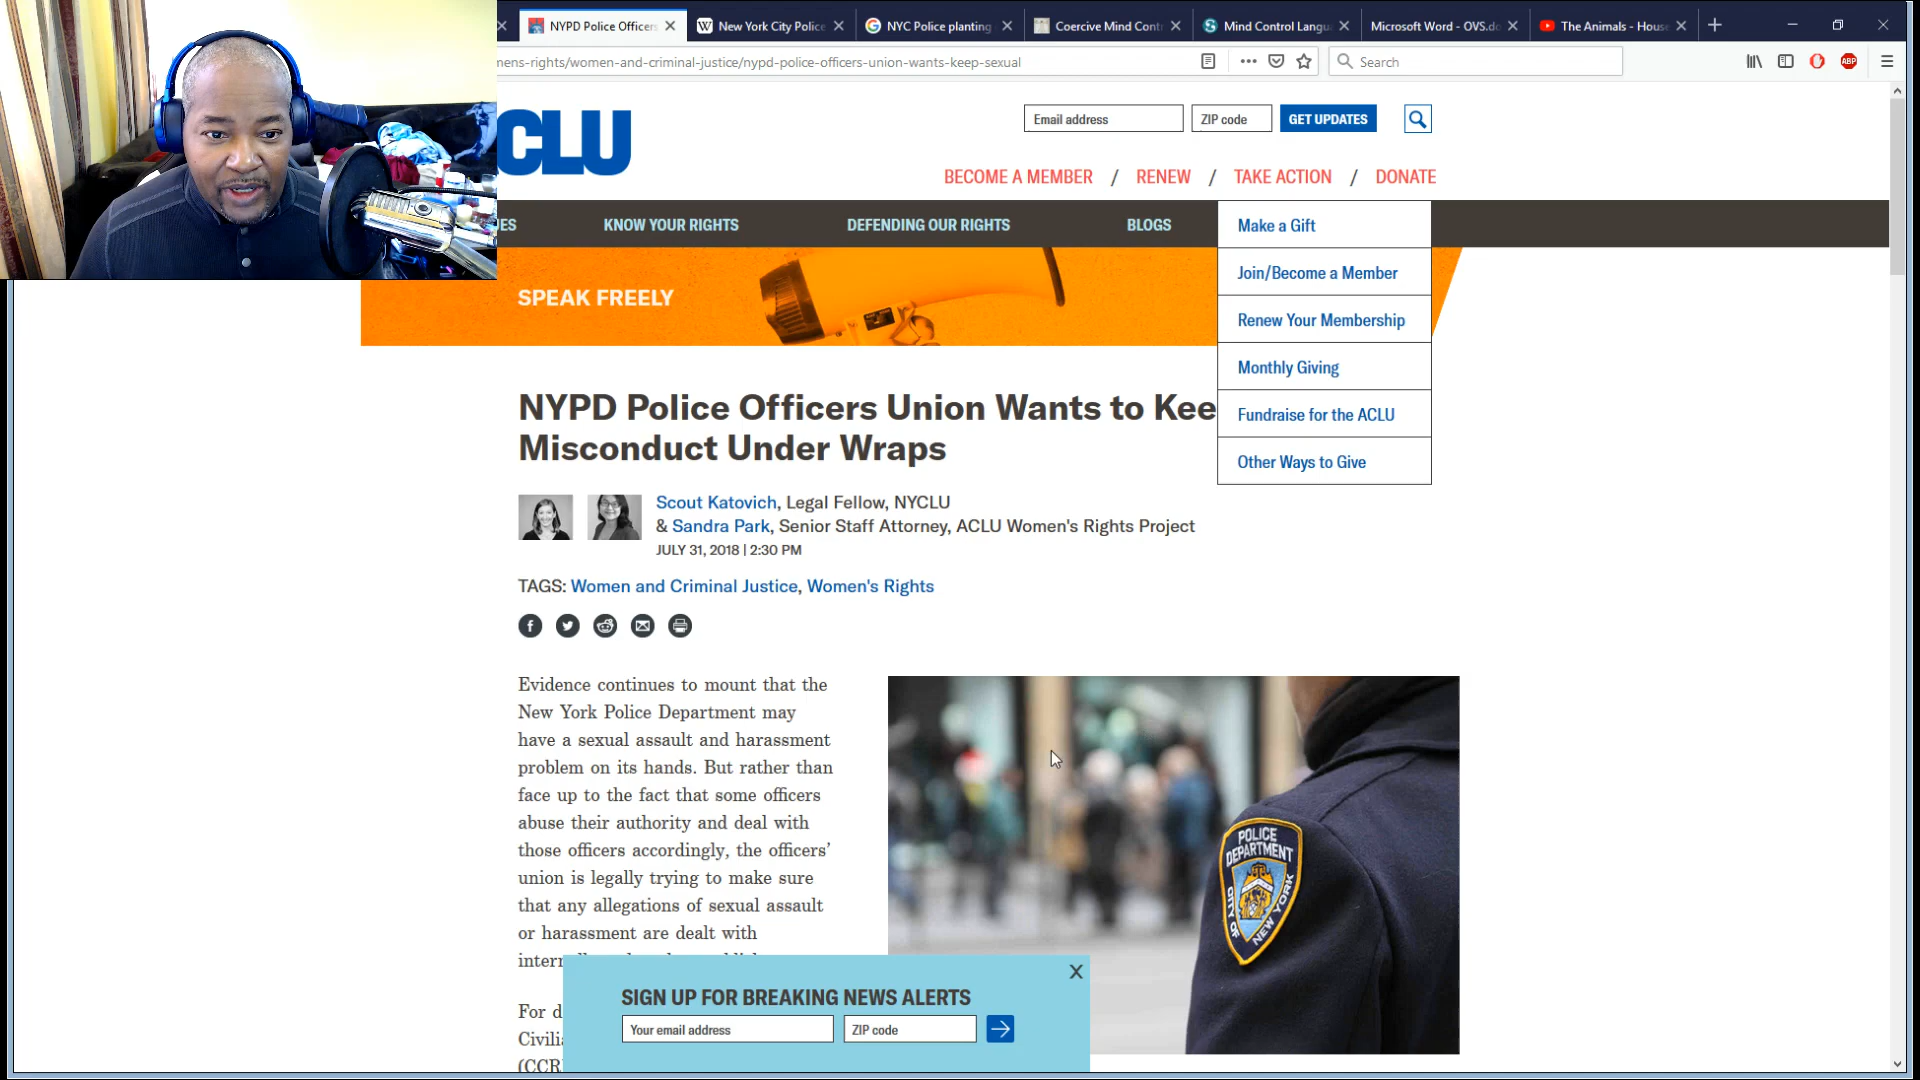 NYPD Police Officers
New York City Police
NYC Police planting
Coercive Mind Cont
Mind Control Langu
Microsoft Word - OVS.do
The Animals - Hous
mens-rights/women-and-criminal-justice/nypd-police-officers-union-wants-keep-sexual
Search
ABP
CLU
Email address
ZIP code
GET UPDATES
BECOME A MEMBER / RENEW / TAKE ACTION / DONATE
ES
KNOW YOUR RIGHTS
DEFENDING OUR RIGHTS
BLOGS
Make a Gift
Join/Become a Member
Renew Your Membership
Monthly Giving
Fundraise for the ACLU
Other Ways to Give
SPEAK FREELY
NYPD Police Officers Union Wants to Kee
Misconduct Under Wraps
Scout Katovich, Legal Fellow, NYCLU
& Sandra Park, Senior Staff Attorney, ACLU Women's Rights Project
JULY 31, 2018 | 2:30 PM
TAGS: Women and Criminal Justice, Women's Rights
Evidence continues to mount that the
New York Police Department may
have a sexual assault and harassment
problem on its hands. But rather than
face up to the fact that some officers
abuse their authority and deal with
those officers accordingly, the officers’
union is legally trying to make sure
that any allegations of sexual assault
or harassment are dealt with
intern
For d
Civili
(CCR
POLICE
DEPARTMENT
CITY OF
NEW YORK
X
SIGN UP FOR BREAKING NEWS ALERTS
Your email address
ZIP code